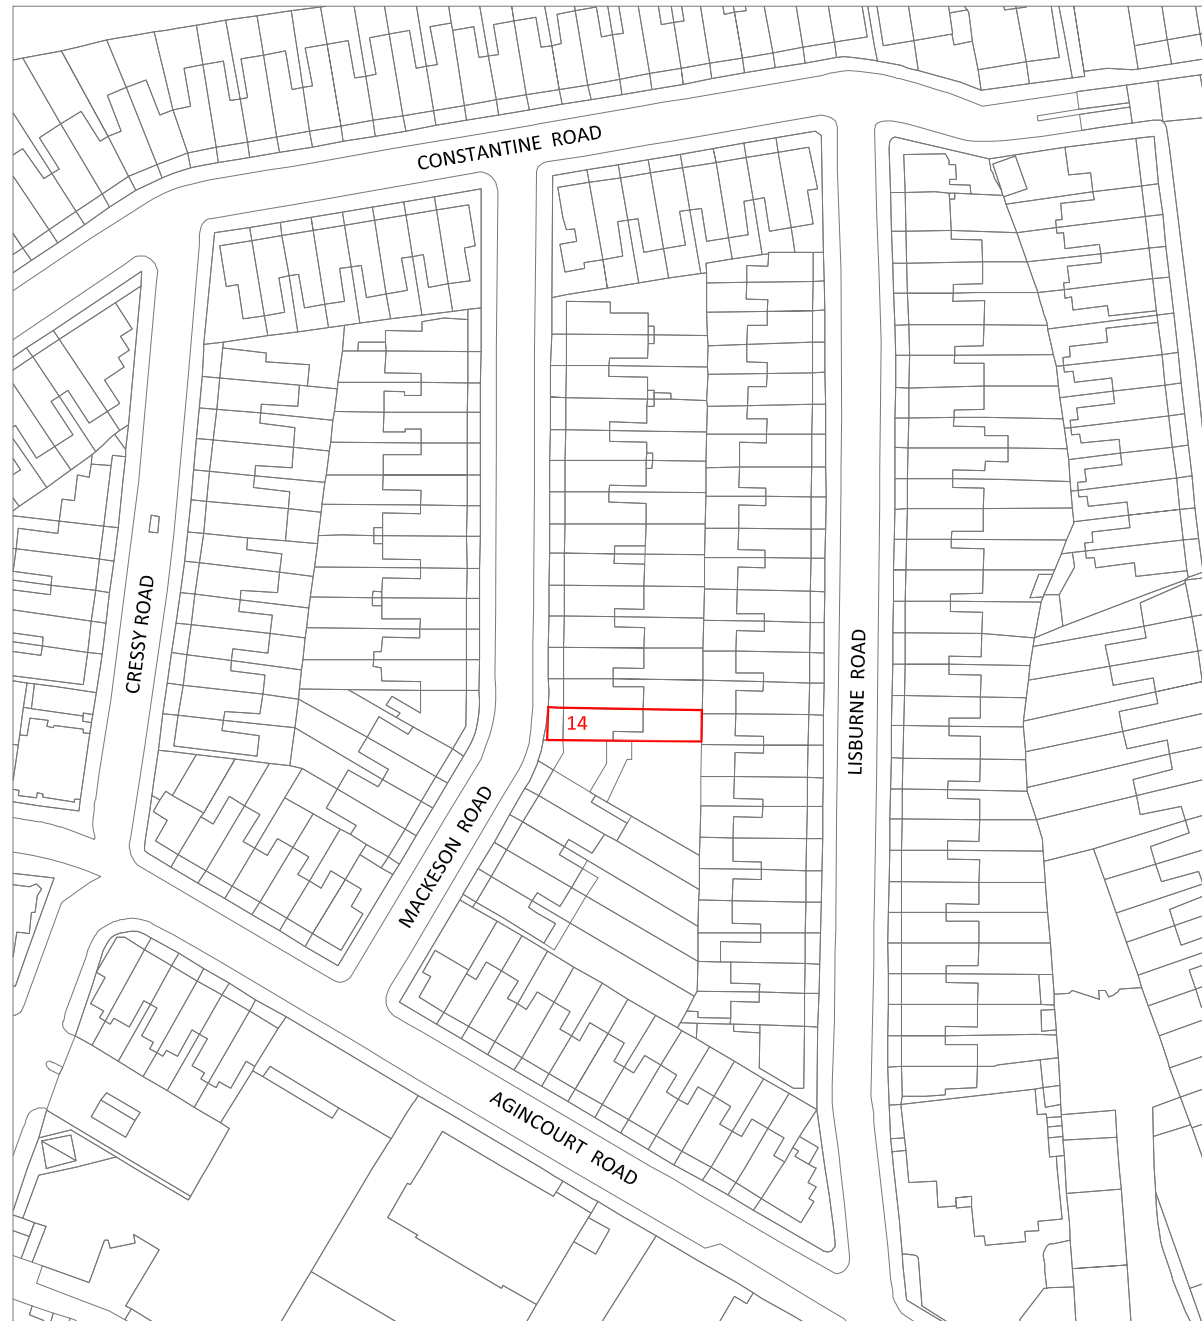 CONSTANTINE ROAD
CRESSY ROAD
LISBURNE ROAD
14
MACKESON ROAD
AGINCOURT ROAD